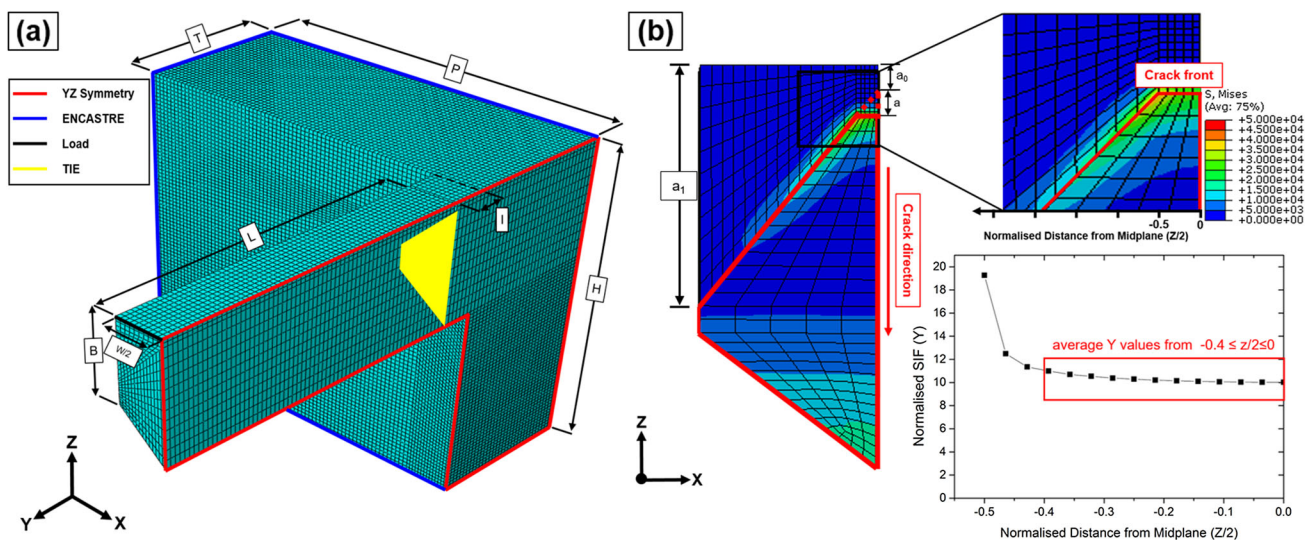 (a)
T
P
YZ Symmetry
ENCASTRE
Load
TIE
L
I
H
B
W/2
Z
Y
X
(b)
a0
a
a1
Crack direction
Z
X
Crack front
S, Mises
(Avg: 75%)
+5.000e+04
+4.500e+04
+4.000e+04
+3.500e+04
+3.000e+04
+2.500e+04
+2.000e+04
+1.500e+04
+1.000e+04
+5.000e+03
+0.000e+00
-0.5
0
Normalised Distance from Midplane (Z/2)
20
18
16
14
12
10
8
6
4
2
0
Normalised SIF (Y)
average Y values from -0.4 ≤ z/2≤0
-0.5
-0.4
-0.3
-0.2
-0.1
0.0
Normalised Distance from Midplane (Z/2)